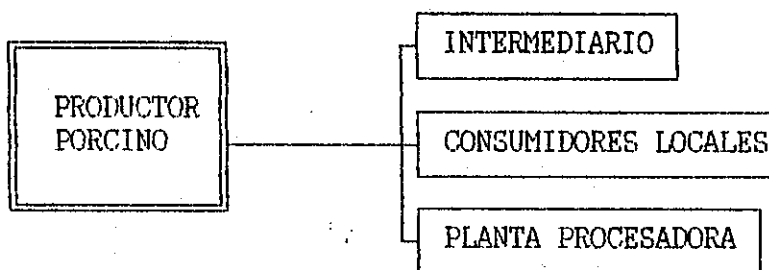 INTERMEDIARIO
PRODUCTOR
PORCINO
CONSUMIDORES LOCALES
PLANTA PROCESADORA